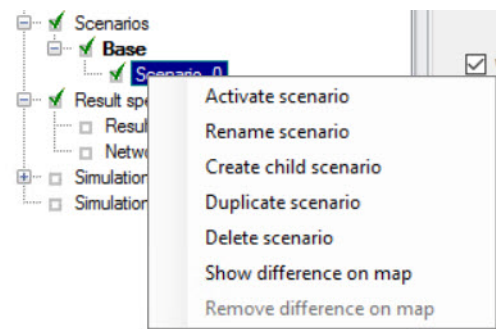 Scenarios
Base
Scenario_0
Activate scenario
Result spe
Rename scenario
Resul
Create child scenario
Netwo
Simulation
Duplicate scenario
Simulation
Delete scenario
Show difference on map
Remove difference on map